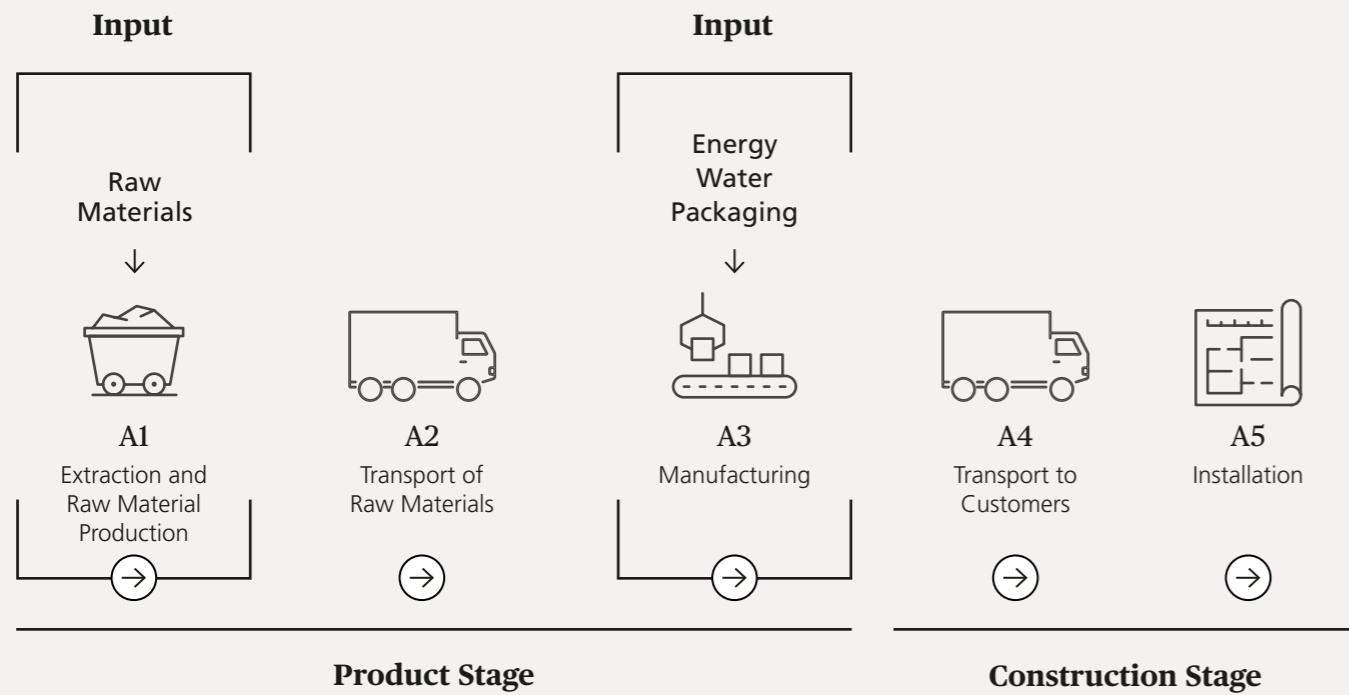 Input
Input
Raw
Materials
Energy
Water
Packaging
A1
Extraction and
Raw Material
Production
A2
Transport of
Raw Materials
A3
Manufacturing
A4
Transport to
Customers
A5
Installation
Product Stage
Construction Stage